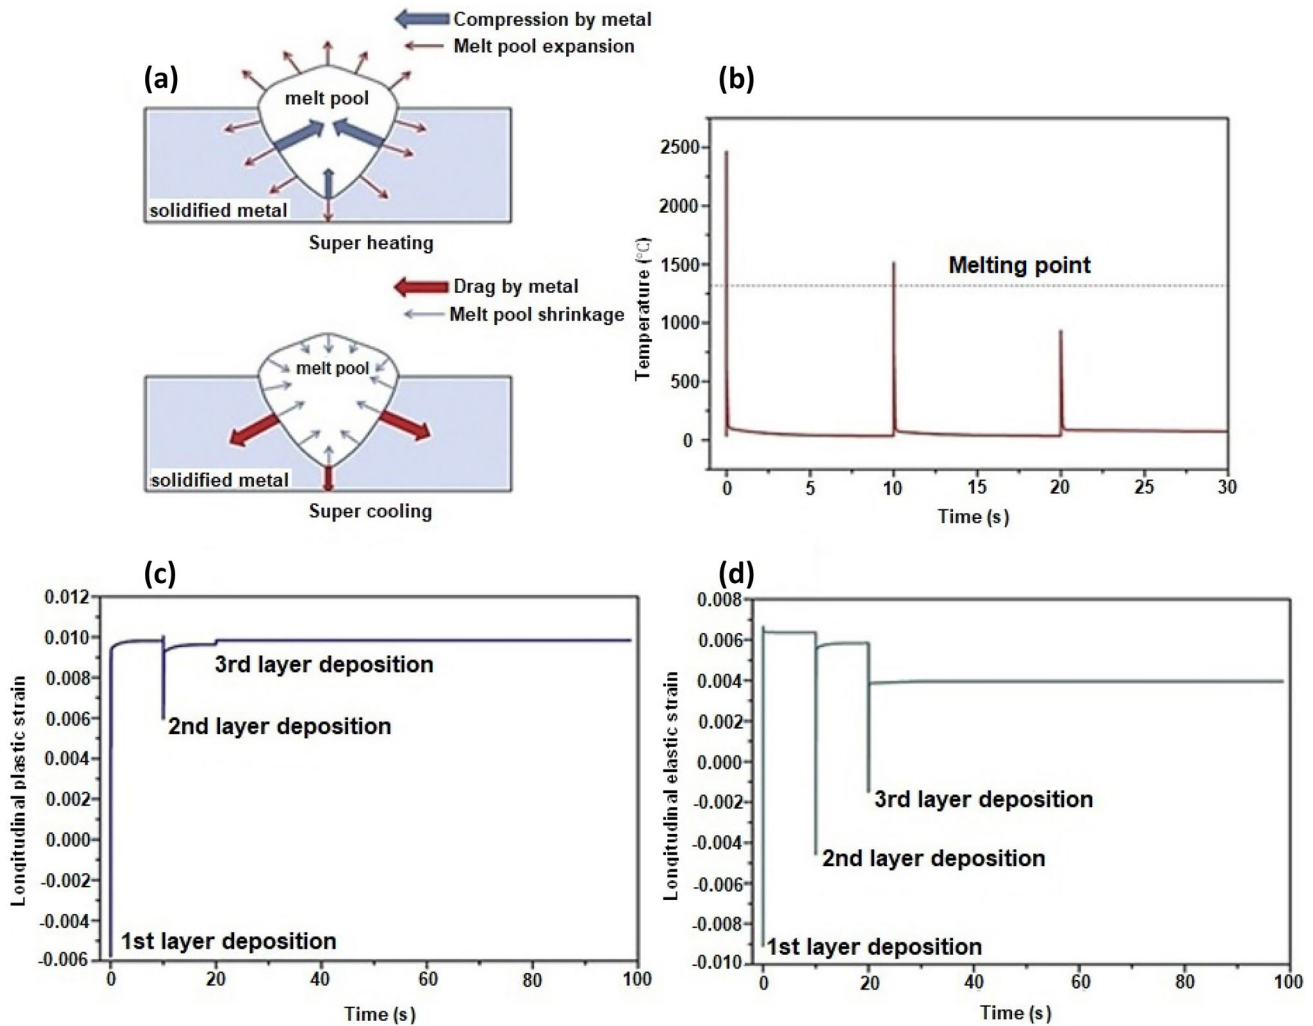 (a)
Compression by metal
Melt pool expansion
melt pool
solidified metal
Super heating
Drag by metal
Melt pool shrinkage
melt pool
solidified metal
Super cooling
(b)
Temperature (℃)
2500
2000
1500
1000
500
0
Melting point
0 5 10 15 20 25 30
Time (s)
(c)
Longitudinal plastic strain
0.012
0.010
0.008
0.006
0.004
0.002
0.000
-0.002
-0.004
-0.006
3rd layer deposition
2nd layer deposition
1st layer deposition
0 20 40 60 80 100
Time (s)
(d)
Longitudinal elastic strain
0.008
0.006
0.004
0.002
0.000
-0.002
-0.004
-0.006
-0.008
-0.010
3rd layer deposition
2nd layer deposition
1st layer deposition
0 20 40 60 80 100
Time (s)